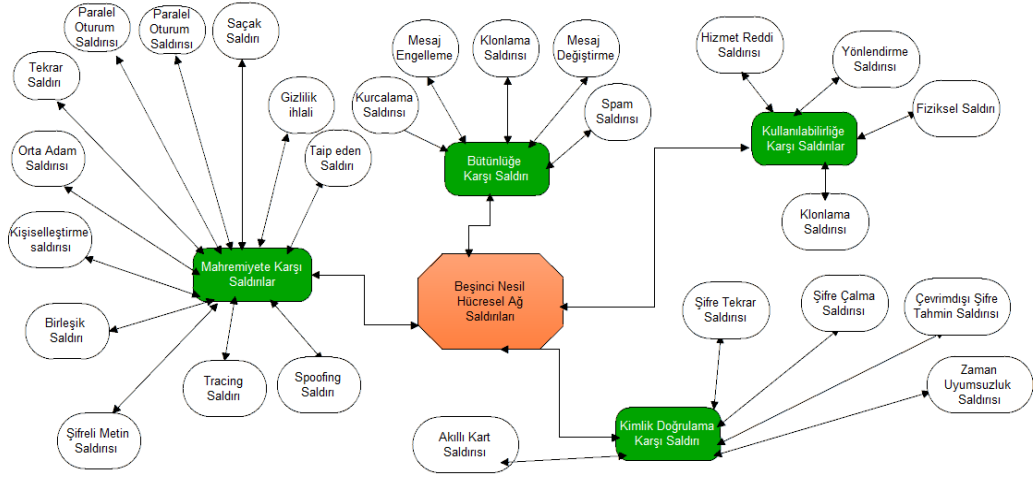 Paralel
Oturum
Saldırısı
Paralel
Oturum
Saldırısı
Saçak
Saldırı
Tekrar
Saldırı
Gizlilik
ihlali
Taip eden
Saldırı
Orta Adam
Saldırısı
Kişiselleştirme
saldırısı
Mahremiyete Karşı
Saldırılar
Birleşik
Saldırı
Şifreli Metin
Saldırısı
Tracing
Saldırı
Spoofing
Saldırı
Mesaj
Engelleme
Klonlama
Saldırısı
Mesaj
Değiştirme
Kurcalama
Saldırısı
Spam
Saldırısı
Bütünlüğe
Karşı Saldırı
Hizmet Reddi
Saldırısı
Yönlendirme
Saldırısı
Fiziksel Saldırı
Kullanılabilirliğe
Karşı Saldırılar
Klonlama
Saldırısı
Beşinci Nesil
Hücresel Ağ
Saldırıları
Şifre Tekrar
Saldırısı
Şifre Çalma
Saldırısı
Çevrimdışı Şifre
Tahmin Saldırısı
Zaman
Uyumsuzluk
Saldırısı
Kimlik Doğrulama
Karşı Saldırı
Akıllı Kart
Saldırısı